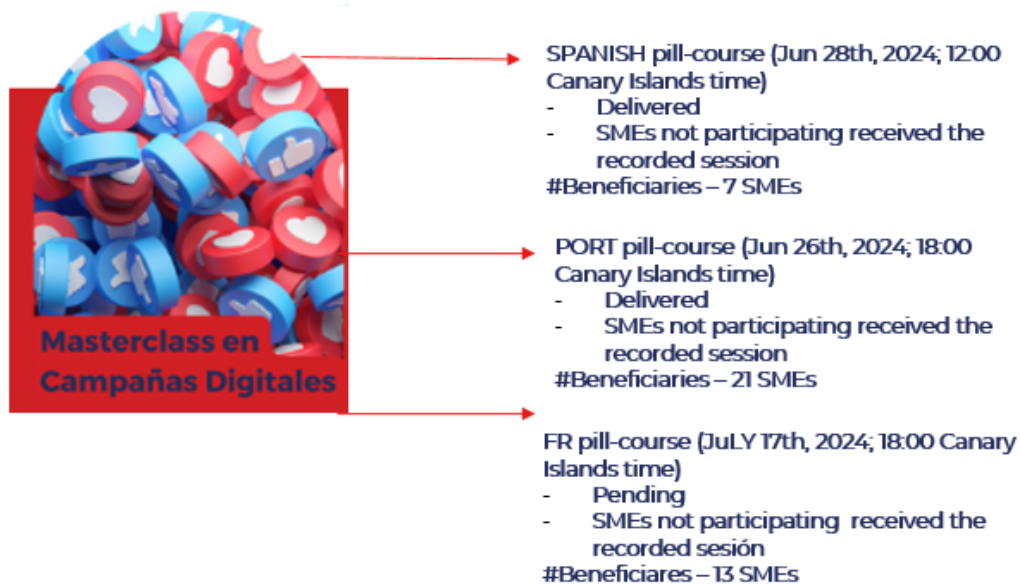 Masterclass en
Campañas Digitales
SPANISH pill-course (Jun 28th, 2024; 12:00
Canary Islands time)
- Delivered
- SMEs not participating received the
recorded session
#Beneficiaries – 7 SMEs
PORT pill-course (Jun 26th, 2024; 18:00
Canary Islands time)
- Delivered
- SMEs not participating received the
recorded session
#Beneficiaries – 21 SMEs
FR pill-course (JuLY 17th, 2024; 18:00 Canary
Islands time)
- Pending
- SMEs not participating received the
recorded sesión
#Beneficiares – 13 SMEs